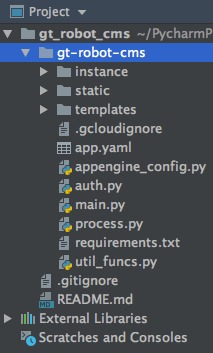 Project
gt_robot_cms ~/PycharmP
gt-robot-cms
instance
static
templates
.gcloudignore
app.yaml
appengine_config.py
auth.py
main.py
process.py
requirements.txt
util_funcs.py
.gitignore
README.md
External Libraries
Scratches and Consoles